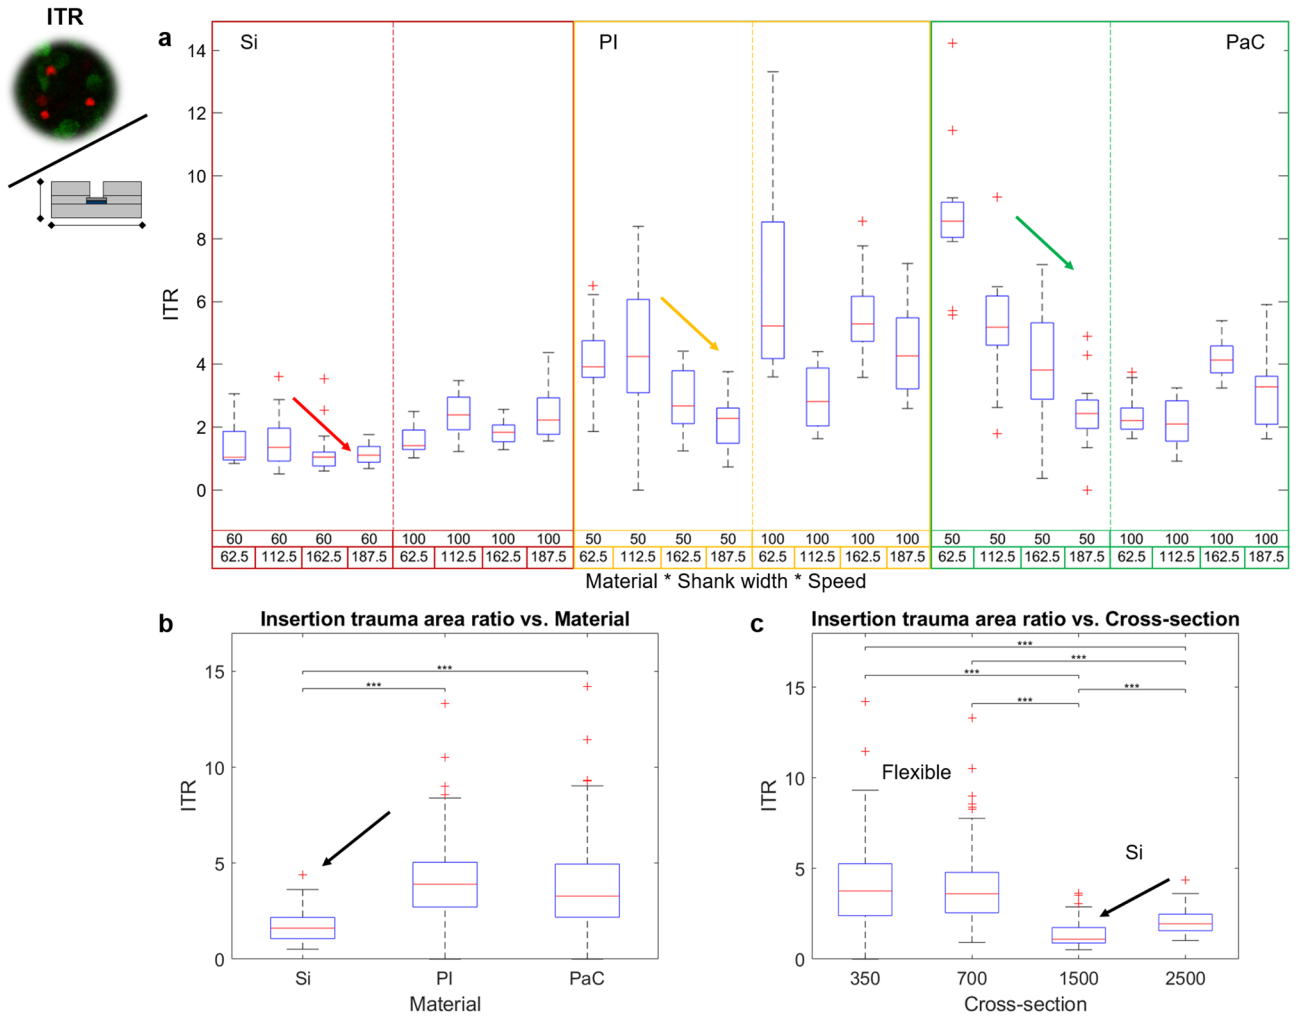 ITR
a
Si
PI
PaC
14
12
10
8
6
4
2
0
ITR
60 60 60 60 100 100 100 100 50 50 50 50 100 100 100 100 50 50 50 50 100 100 100 100
62.5 112.5 162.5 187.5 62.5 112.5 162.5 187.5 62.5 112.5 162.5 187.5 62.5 112.5 162.5 187.5 62.5 112.5 162.5 187.5 62.5 112.5 162.5 187.5
Material * Shank width * Speed
b
Insertion trauma area ratio vs. Material
***
***
15
10
5
0
ITR
Si PI PaC
Material
c
Insertion trauma area ratio vs. Cross-section
***
***
***
***
***
15
10
5
0
ITR
Flexible
Si
350 700 1500 2500
Cross-section